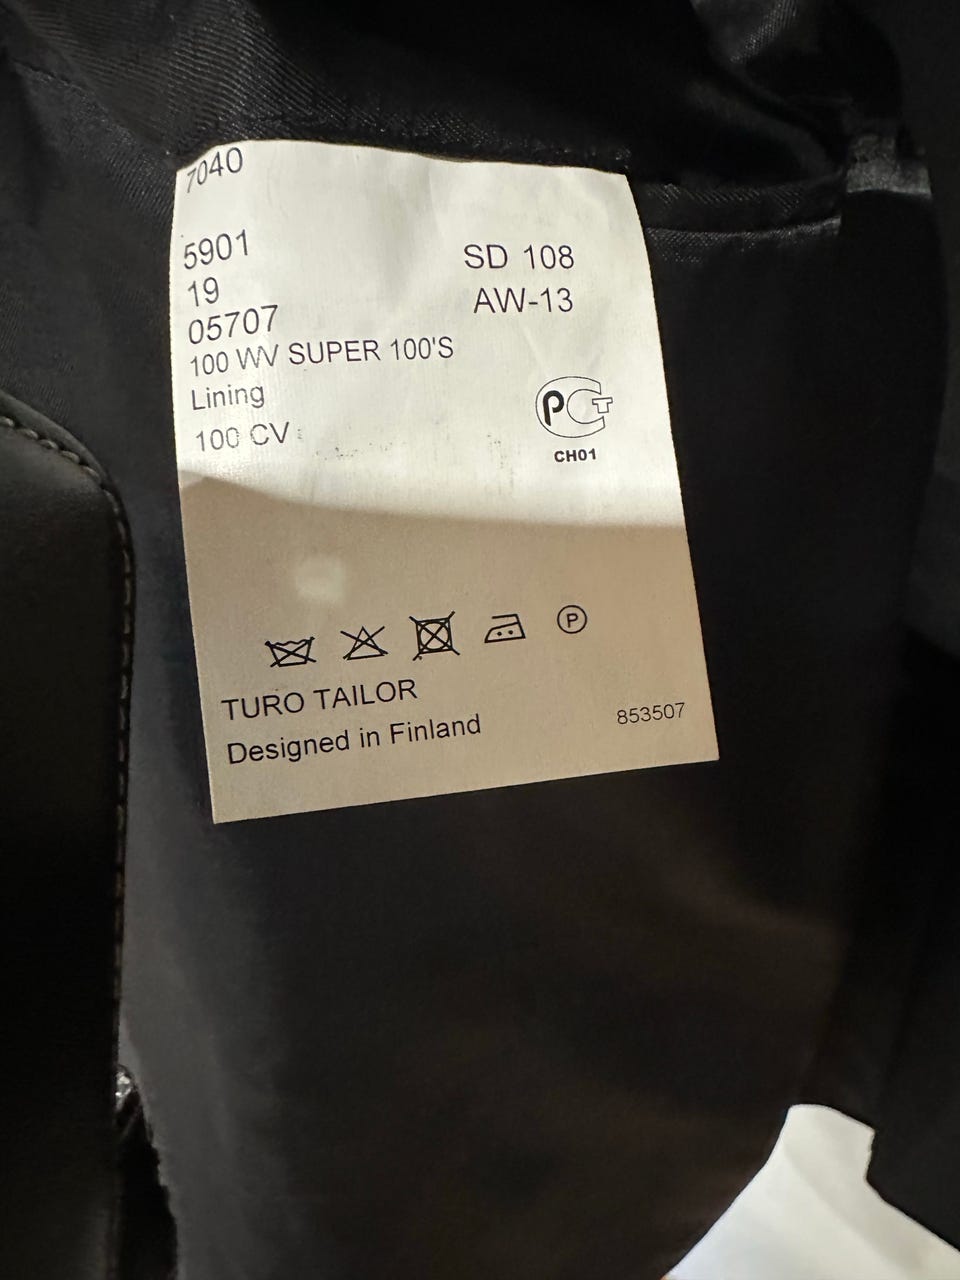 7040
5901
19
05707
100 WV SUPER 100'S
Lining
100 CV
SD 108
AW-13
РСТ
CH01
P
TURO TAILOR
Designed in Finland
853507